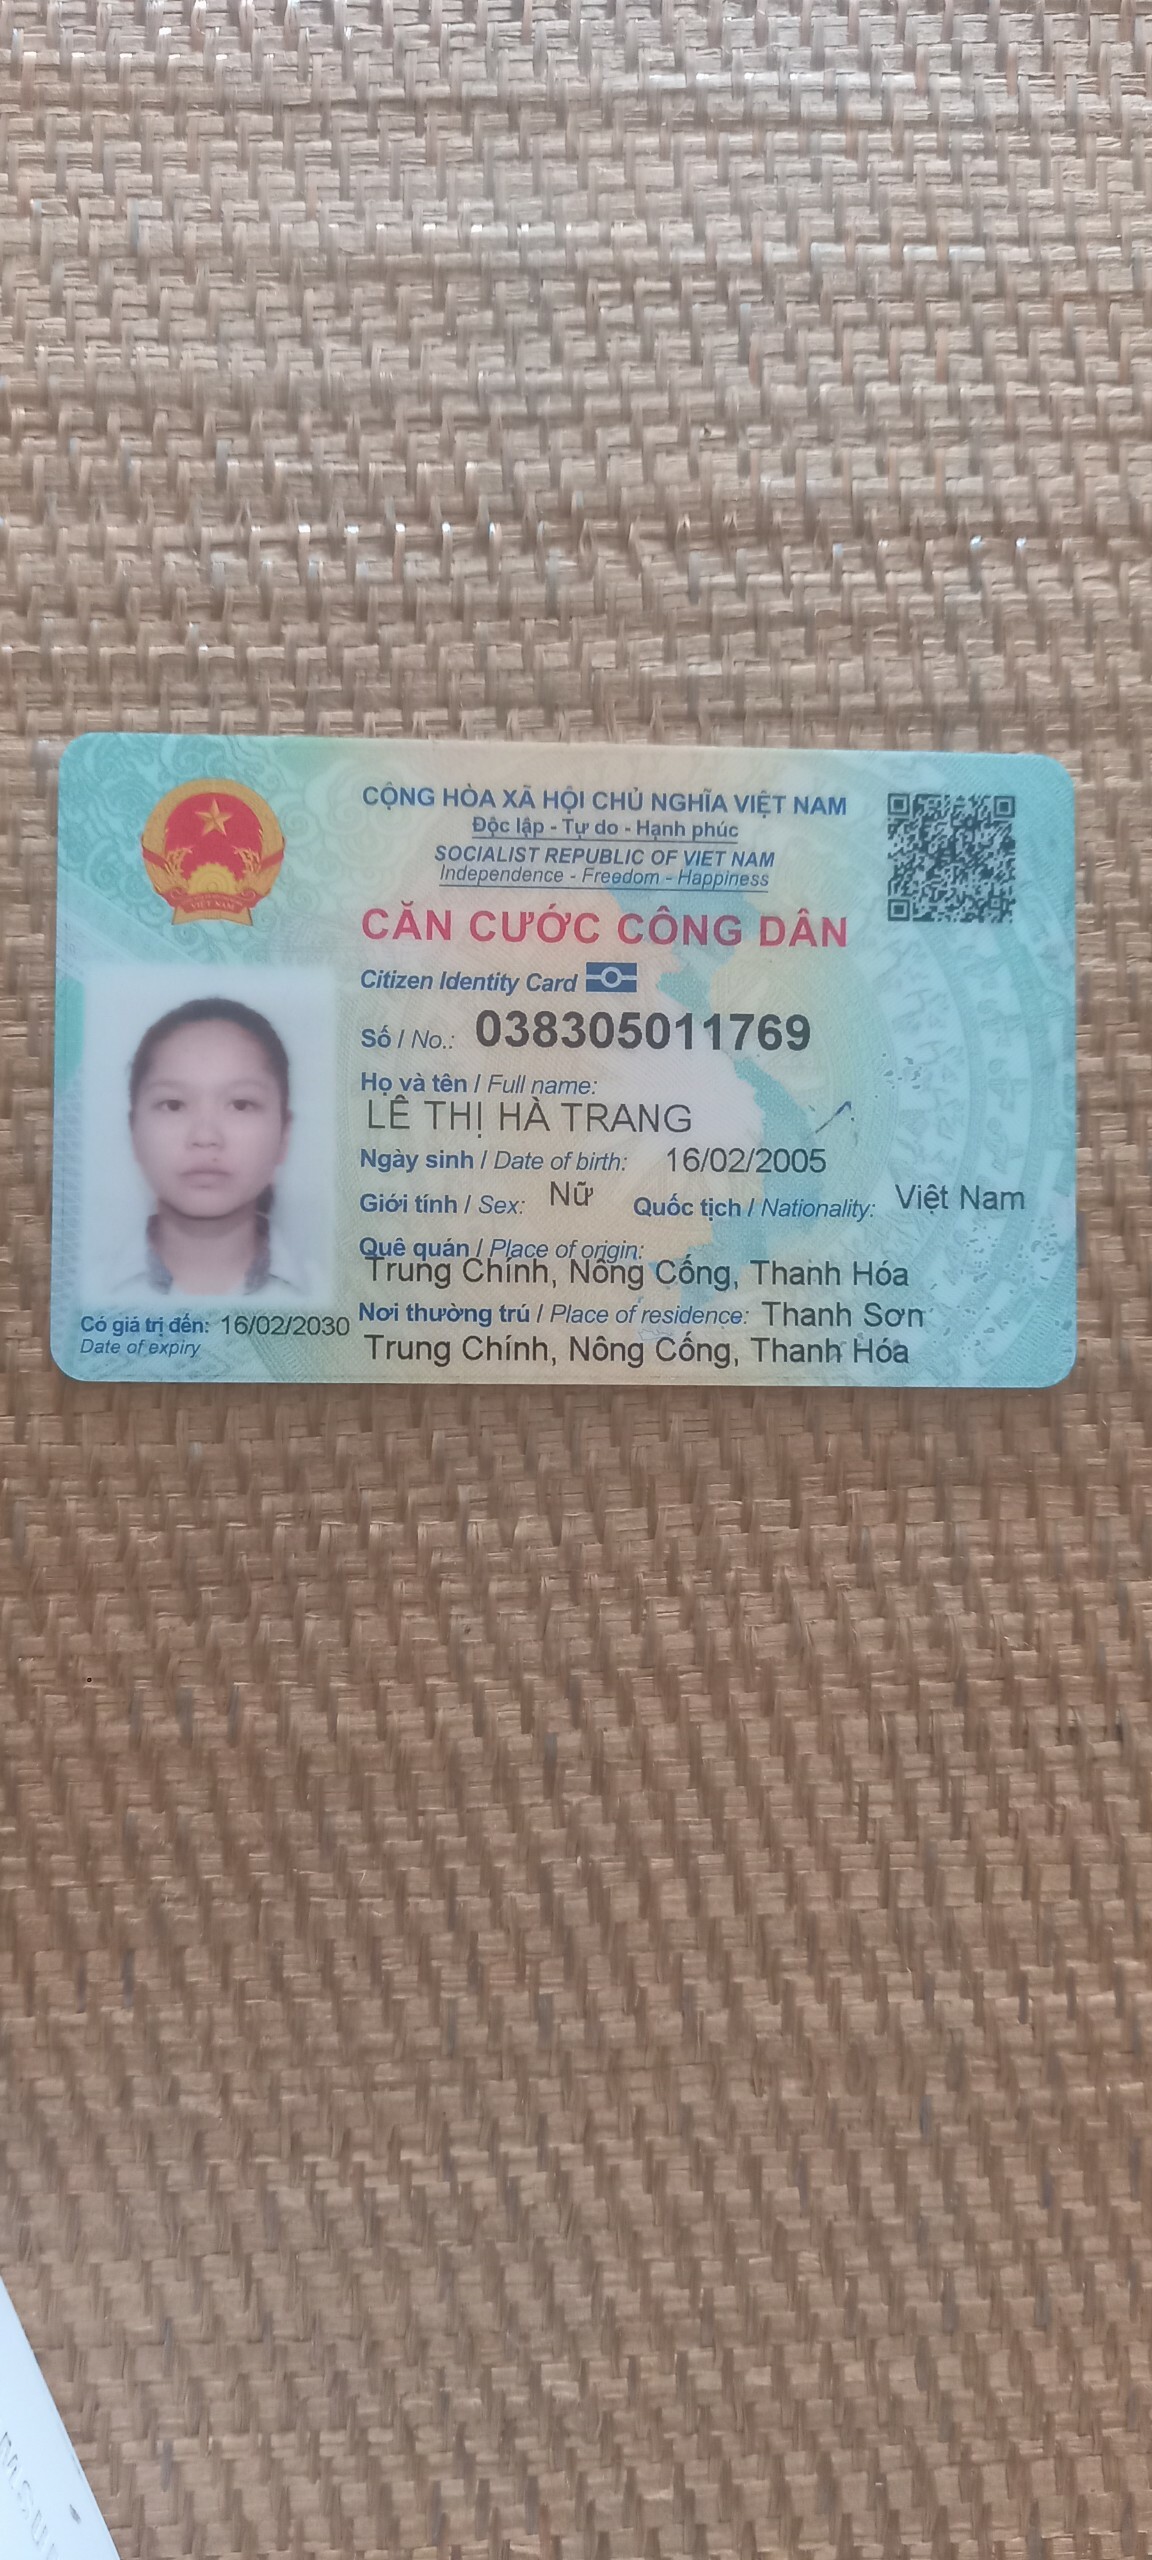 CỘNG HÒA XÃ HỘI CHỦ NGHĨA VIỆT NAM
Độc lập - Tự do - Hạnh phúc
SOCIALIST REPUBLIC OF VIET NAM
Independence - Freedom - Happiness
CĂN CƯỚC CÔNG DÂN
Citizen Identity Card
Số / No.: 038305011769
Họ và tên / Full name:
LÊ THỊ HÀ TRANG
Ngày sinh / Date of birth: 16/02/2005
Giới tính / Sex: Nữ Quốc tịch / Nationality: Việt Nam
Quê quán / Place of origin:
Trung Chính, Nông Cống, Thanh Hóa
Nơi thường trú / Place of residence: Thanh Sơn
Trung Chính, Nông Cống, Thanh Hóa
Có giá trị đến: 16/02/2030
Date of expiry
VIỆT NAM